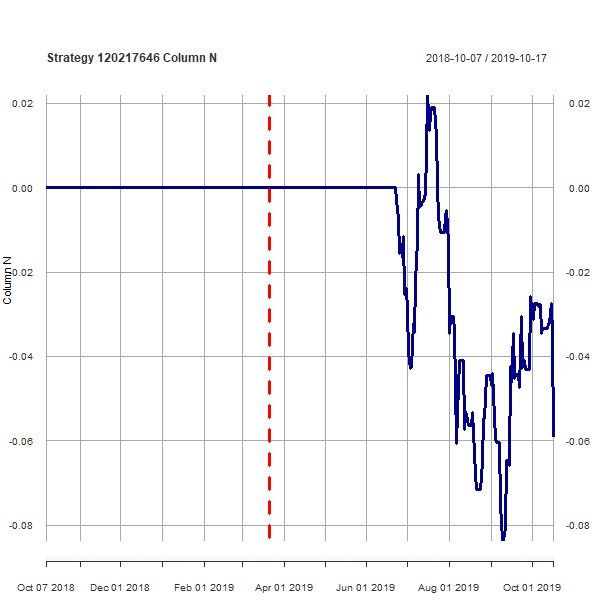 Strategy 120217646 Column N
2018-10-07 / 2019-10-17
0.02
0.02
0.00
0.00
-0.02
-0.02
Column N
-0.04
-0.04
-0.06
-0.06
-0.08
-0.08
Oct 07 2018
Dec 01 2018
Feb 01 2019
Apr 01 2019
Jun 01 2019
Aug 01 2019
Oct 01 2019